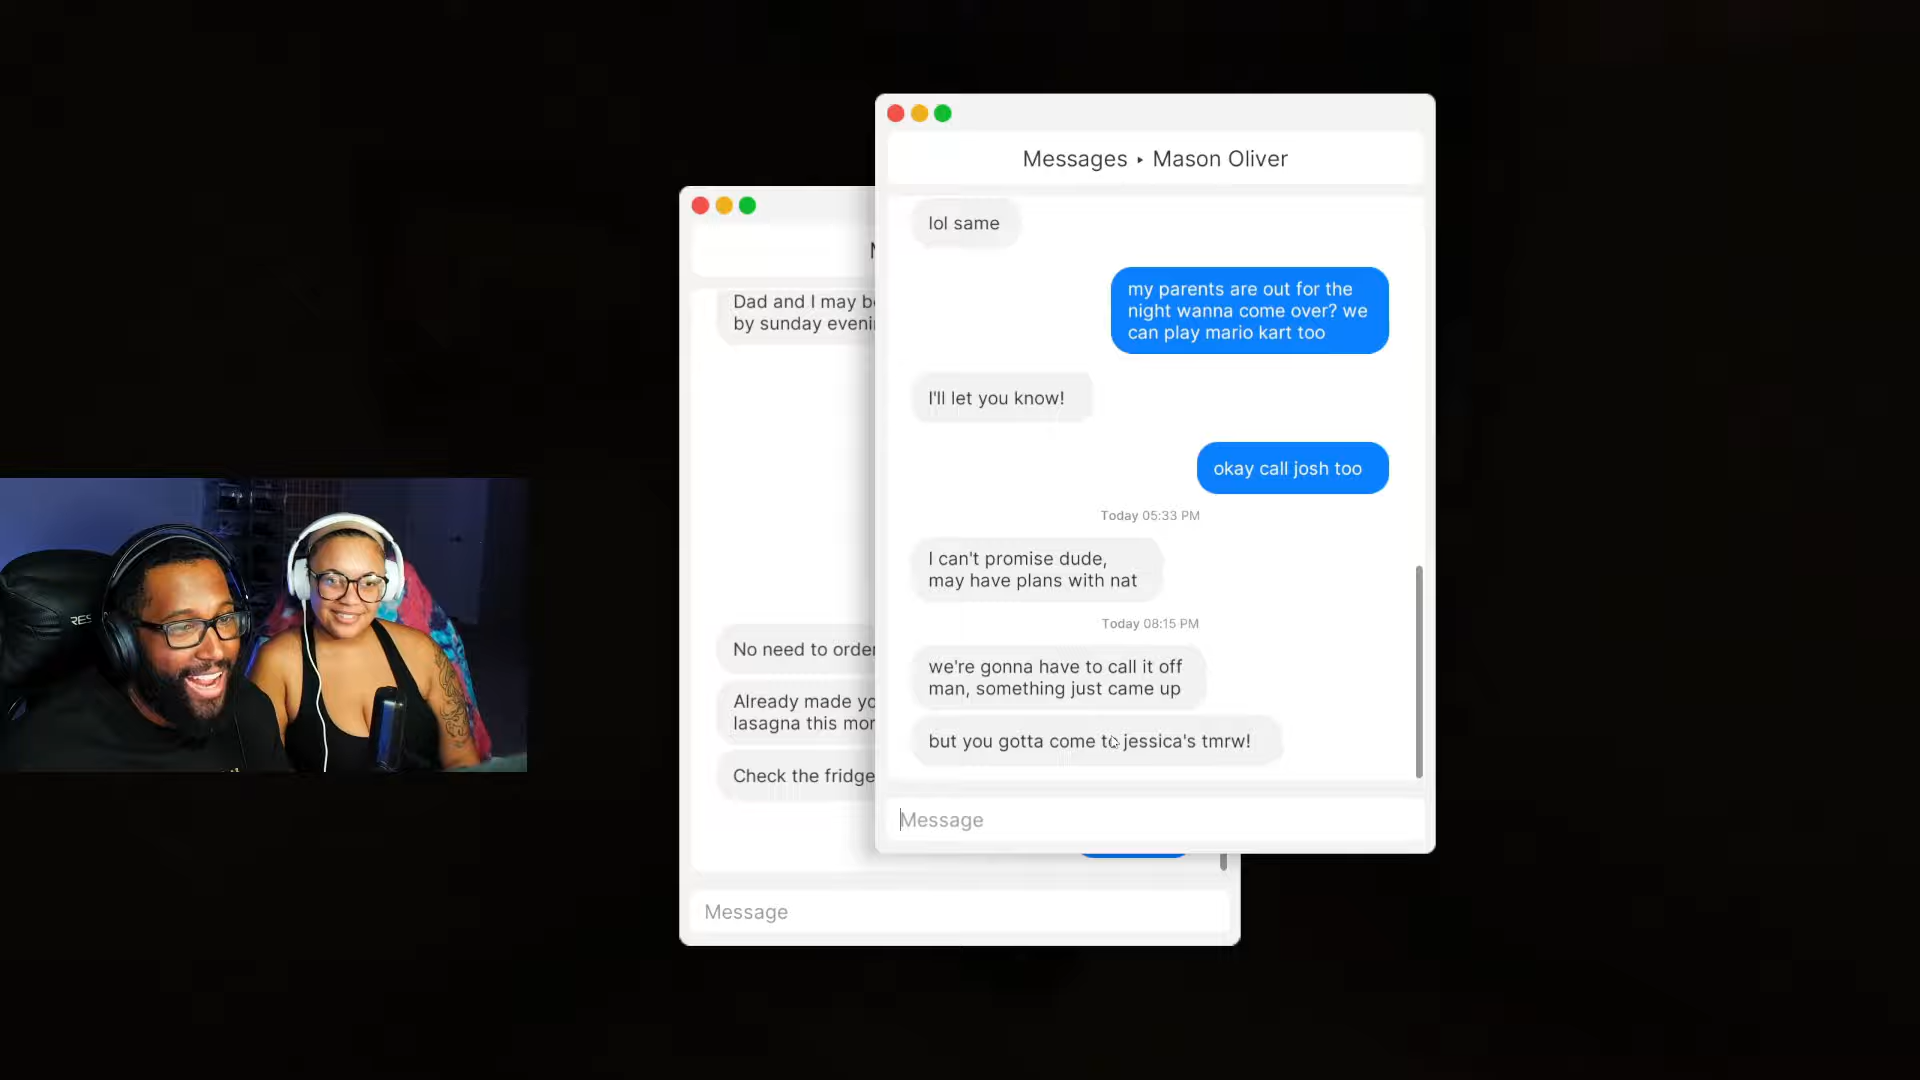 Messages ‣ Mason Oliver
lol same
my parents are out for the
night wanna come over? we
can play mario kart too
I'll let you know!
okay call josh too
Today 05:33 PM
I can't promise dude,
may have plans with nat
Today 08:15 PM
we're gonna have to call it off
man, something just came up
but you gotta come to jessica's tmrw!
Message
Dad and I may
by sunday
No need to
Already made
lasagna this
Check the fridge
Message